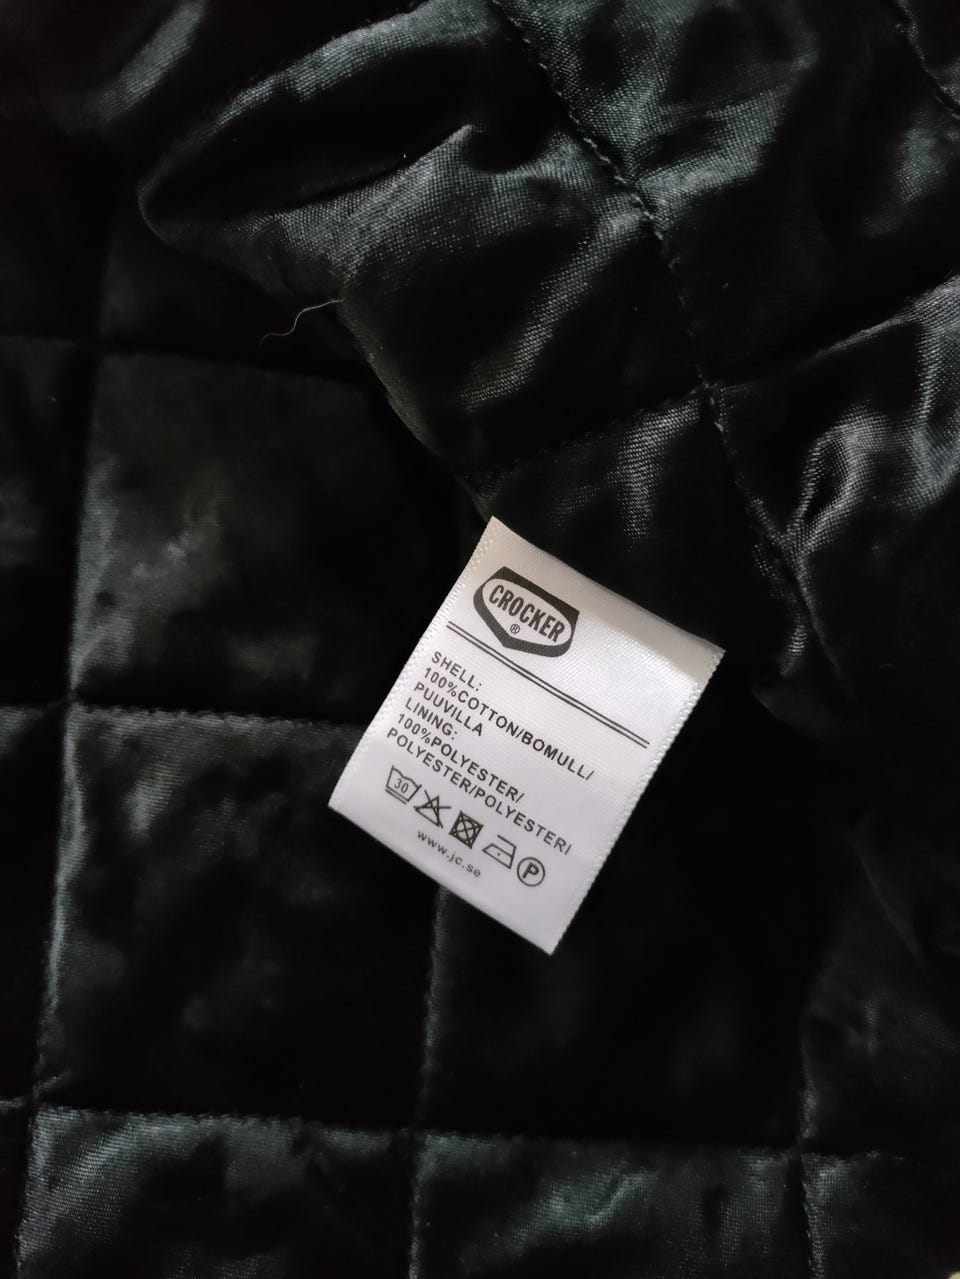 CROCKER
®
SHELL:
100%COTTON/BOMULL/
PUUVILLA
LINING:
100%POLYESTER/
POLYESTER/POLYESTERI
30
P
www.jc.se